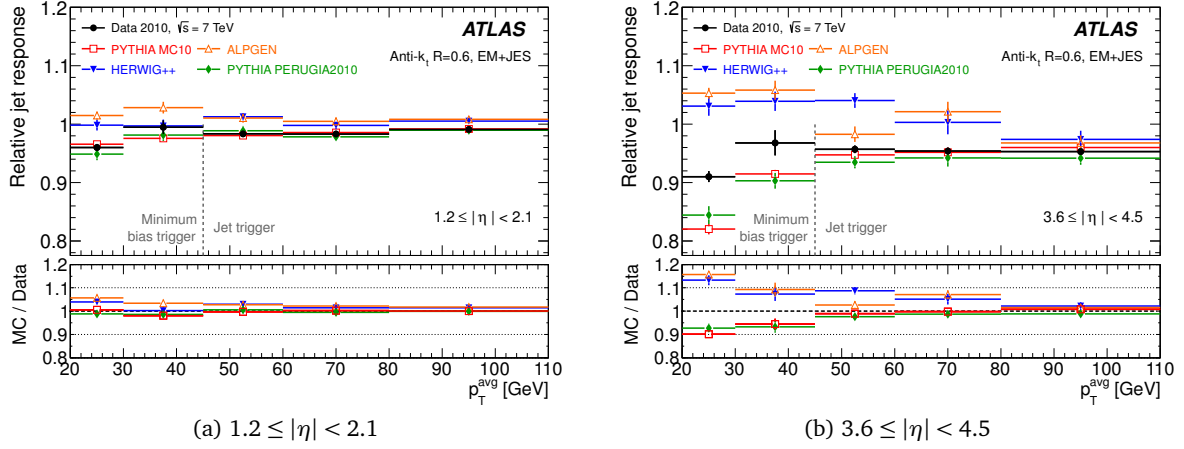 Relative jet response
1.2
1.1
1
0.9
0.8
Data 2010, √s = 7 TeV
PYTHIA MC10
ALPGEN
HERWIG++
PYTHIA PERUGIA2010
ATLAS
Anti-kt R=0.6, EM+JES
Minimum
bias trigger
Jet trigger
1.2 ≤ | η | < 2.1
MC / Data
1.2
1.1
1
0.9
0.8
20 30 40 50 60 70 80 90 100 110
pTavg [GeV]
(a) 1.2 ≤ |η| < 2.1
Relative jet response
1.2
1.1
1
0.9
0.8
Data 2010, √s = 7 TeV
PYTHIA MC10
ALPGEN
HERWIG++
PYTHIA PERUGIA2010
ATLAS
Anti-kt R=0.6, EM+JES
Minimum
bias trigger
Jet trigger
3.6 ≤ | η | < 4.5
MC / Data
1.2
1.1
1
0.9
0.8
20 30 40 50 60 70 80 90 100 110
pTavg [GeV]
(b) 3.6 ≤ |η| < 4.5